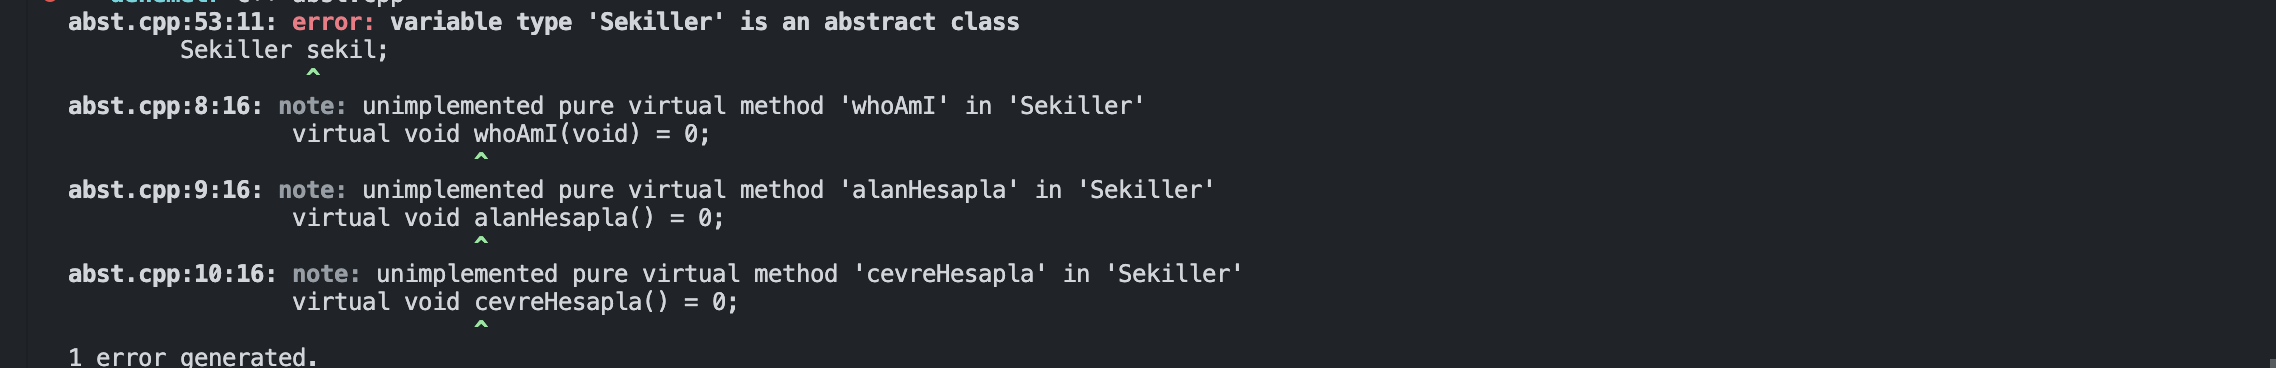 abst.cpp:53:11: error: variable type 'Sekiller' is an abstract class
        Sekiller sekil;
                 ^
abst.cpp:8:16: note: unimplemented pure virtual method 'whoAmI' in 'Sekiller'
                virtual void whoAmI(void) = 0;
                             ^
abst.cpp:9:16: note: unimplemented pure virtual method 'alanHesapla' in 'Sekiller'
                virtual void alanHesapla() = 0;
                             ^
abst.cpp:10:16: note: unimplemented pure virtual method 'cevreHesapla' in 'Sekiller'
                virtual void cevreHesapla() = 0;
                             ^
1 error generated.